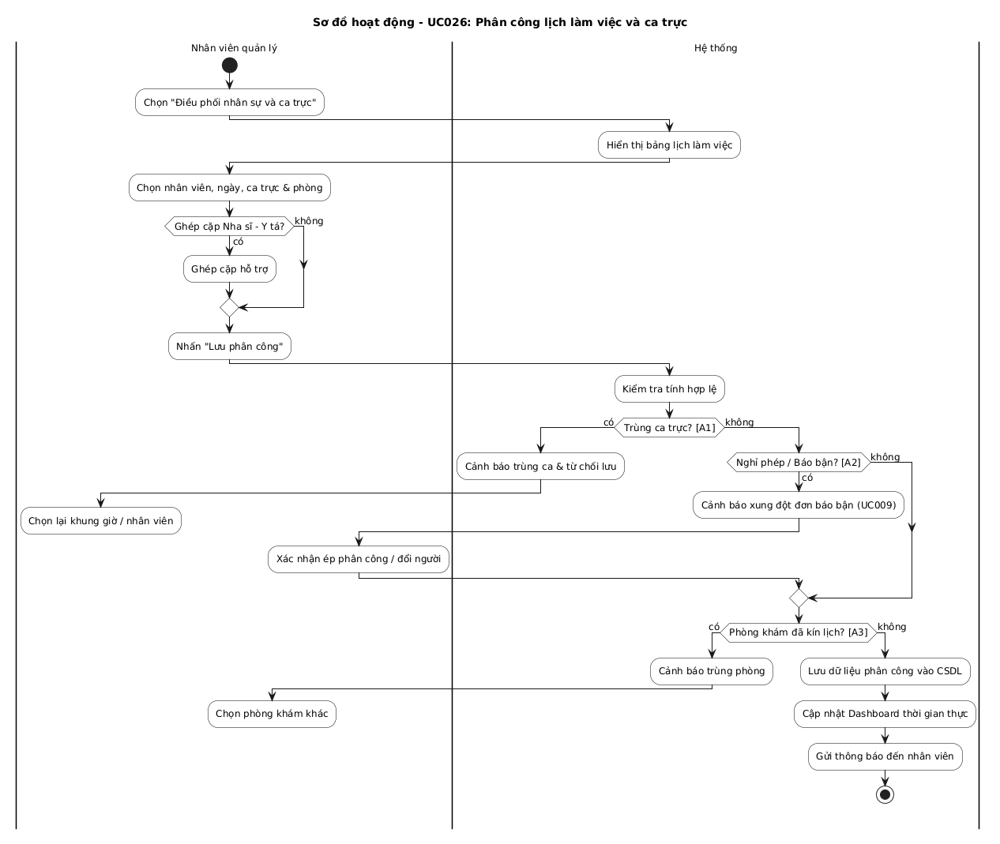 Sơ đồ hoạt động - UC026: Phân công lịch làm việc và ca trực
Nhân viên quản lý
Hệ thống
Chọn "Điều phối nhân sự và ca trực"
Hiển thị bảng lịch làm việc
Chọn nhân viên, ngày, ca trực & phòng
Ghép cặp Nha sĩ - Y tá?
không
có
Ghép cặp hỗ trợ
Nhấn "Lưu phân công"
Kiểm tra tính hợp lệ
có
Trùng ca trực? [A1]
không
Cảnh báo trùng ca & từ chối lưu
Nghỉ phép / Báo bận? [A2]
không
có
Cảnh báo xung đột đơn báo bận (UC009)
Chọn lại khung giờ / nhân viên
Xác nhận ép phân công / đổi người
có
Phòng khám đã kín lịch? [A3]
không
Cảnh báo trùng phòng
Lưu dữ liệu phân công vào CSDL
Chọn phòng khám khác
Cập nhật Dashboard thời gian thực
Gửi thông báo đến nhân viên